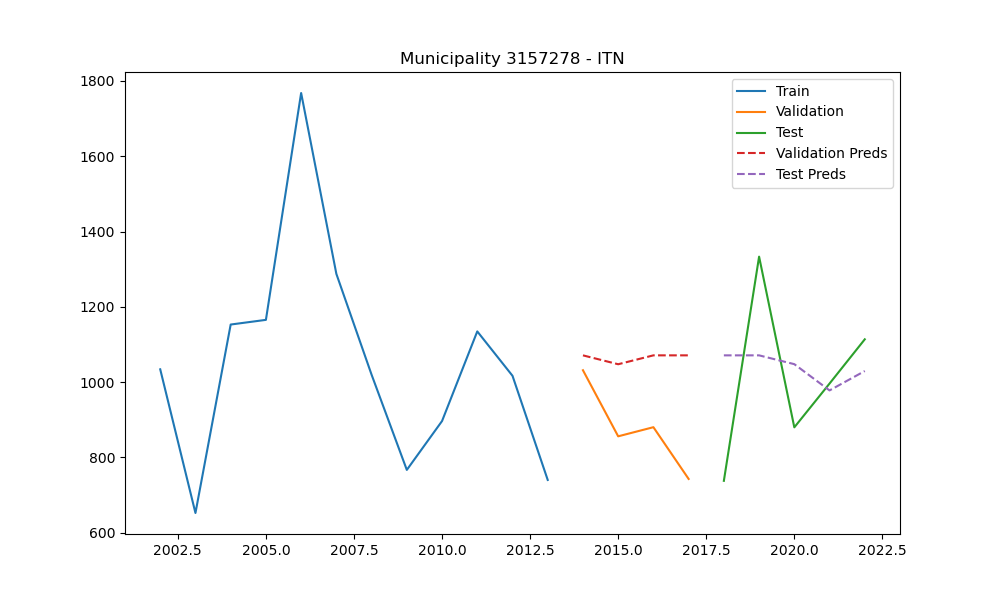 Municipality 3157278 - ITN
1800
1600
1400
1200
1000
800
600
2002.5 2005.0 2007.5 2010.0 2012.5 2015.0 2017.5 2020.0 2022.5
Train
Validation
Test
Validation Preds
Test Preds